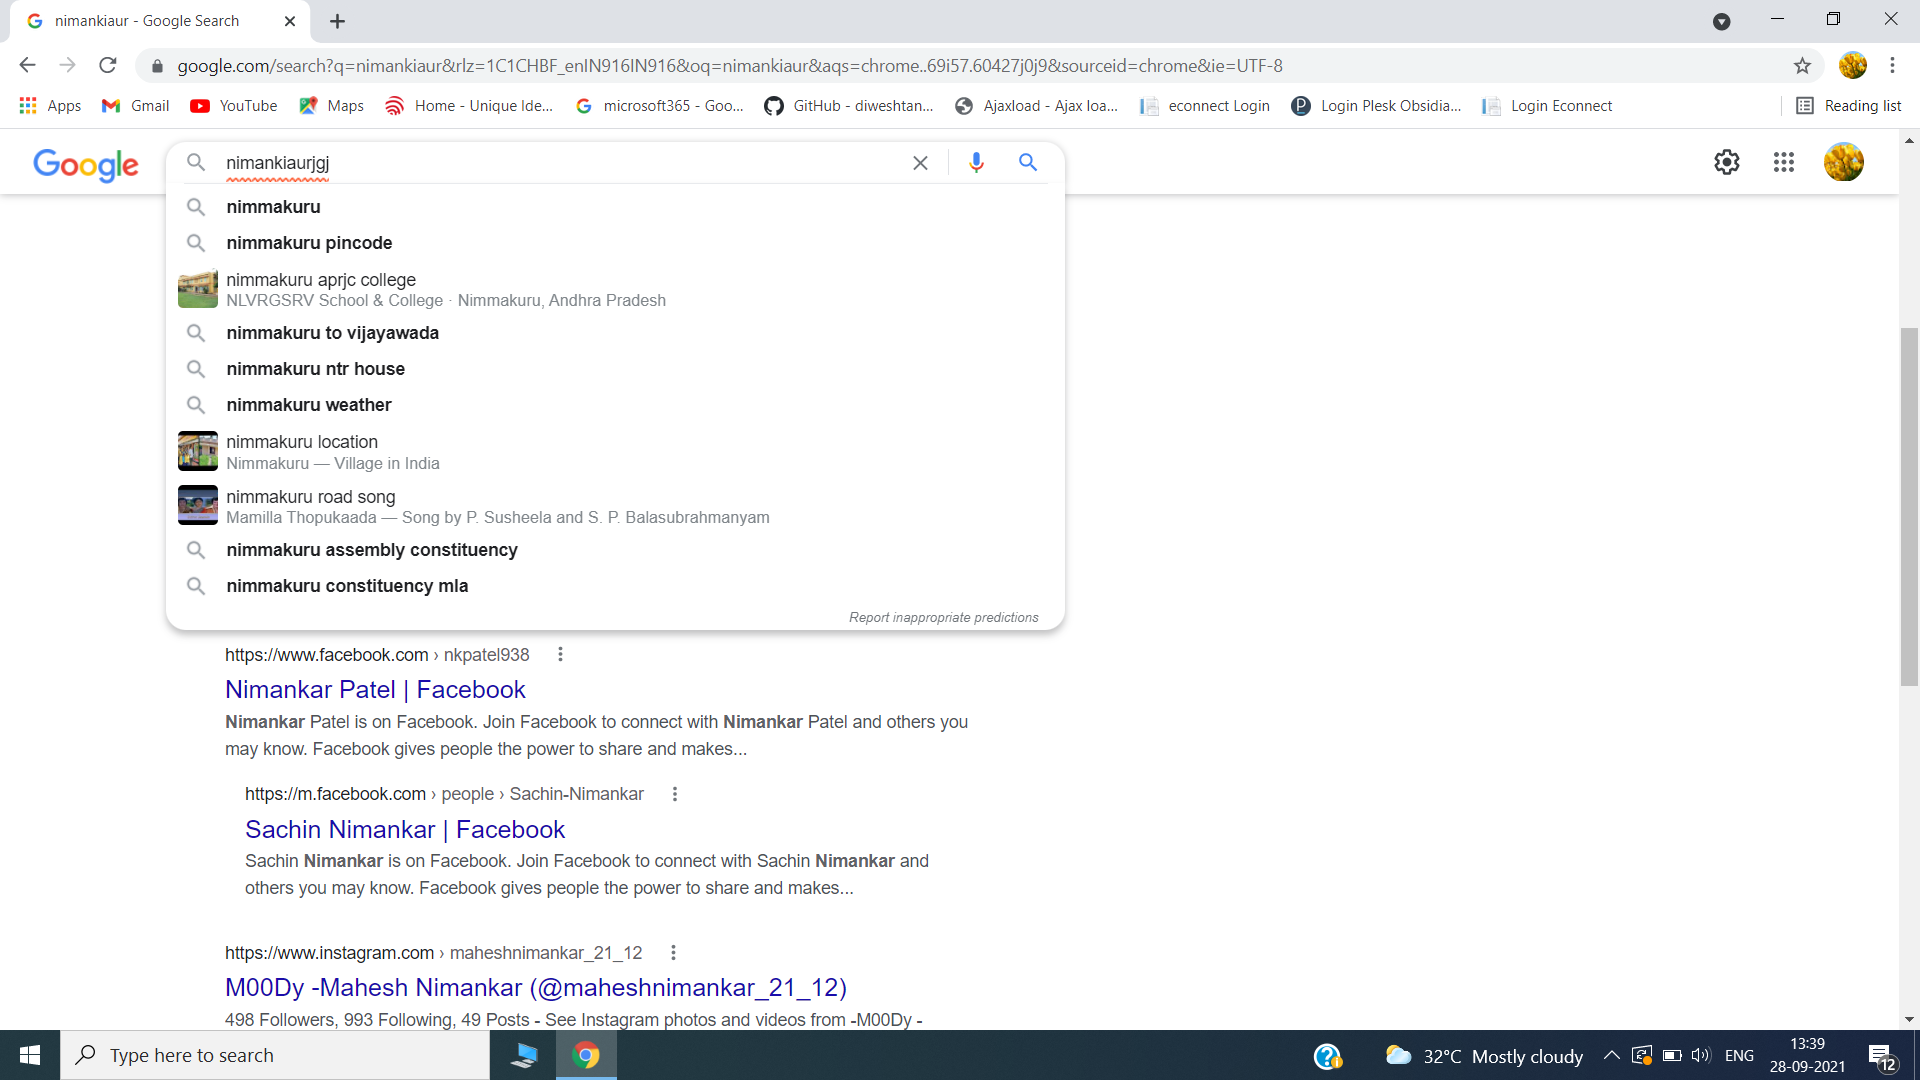 nimankiaur - Google Search
google.com/search?q=nimankiaur&rlz=1C1CHBF_enIN916IN916&oq=nimankiaur&aqs=chrome..69i57.60427j0j9&sourceid=chrome&ie=UTF-8
Apps Gmail YouTube Maps Home - Unique Ide... microsoft365 - Goo... GitHub - diweshtan... Ajaxload - Ajax loa... econnect Login Login Plesk Obsidia... Login Econnect Reading list
Google nimankiaurjgj
nimmakuru
nimmakuru pincode
nimmakuru aprjc college
NLVRGSRV School & College · Nimmakuru, Andhra Pradesh
nimmakuru to vijayawada
nimmakuru ntr house
nimmakuru weather
nimmakuru location
Nimmakuru — Village in India
nimmakuru road song
Mamilla Thopukaada — Song by P. Susheela and S. P. Balasubrahmanyam
nimmakuru assembly constituency
nimmakuru constituency mla
Report inappropriate predictions
https://www.facebook.com › nkpatel938
Nimankar Patel | Facebook
Nimankar Patel is on Facebook. Join Facebook to connect with Nimankar Patel and others you
may know. Facebook gives people the power to share and makes...
https://m.facebook.com › people › Sachin-Nimankar
Sachin Nimankar | Facebook
Sachin Nimankar is on Facebook. Join Facebook to connect with Sachin Nimankar and
others you may know. Facebook gives people the power to share and makes...
https://www.instagram.com › maheshnimankar_21_12
M00Dy -Mahesh Nimankar (@maheshnimankar_21_12)
498 Followers, 993 Following, 49 Posts - See Instagram photos and videos from -M00Dy -
Type here to search
32°C Mostly cloudy
ENG
13:39
28-09-2021
12